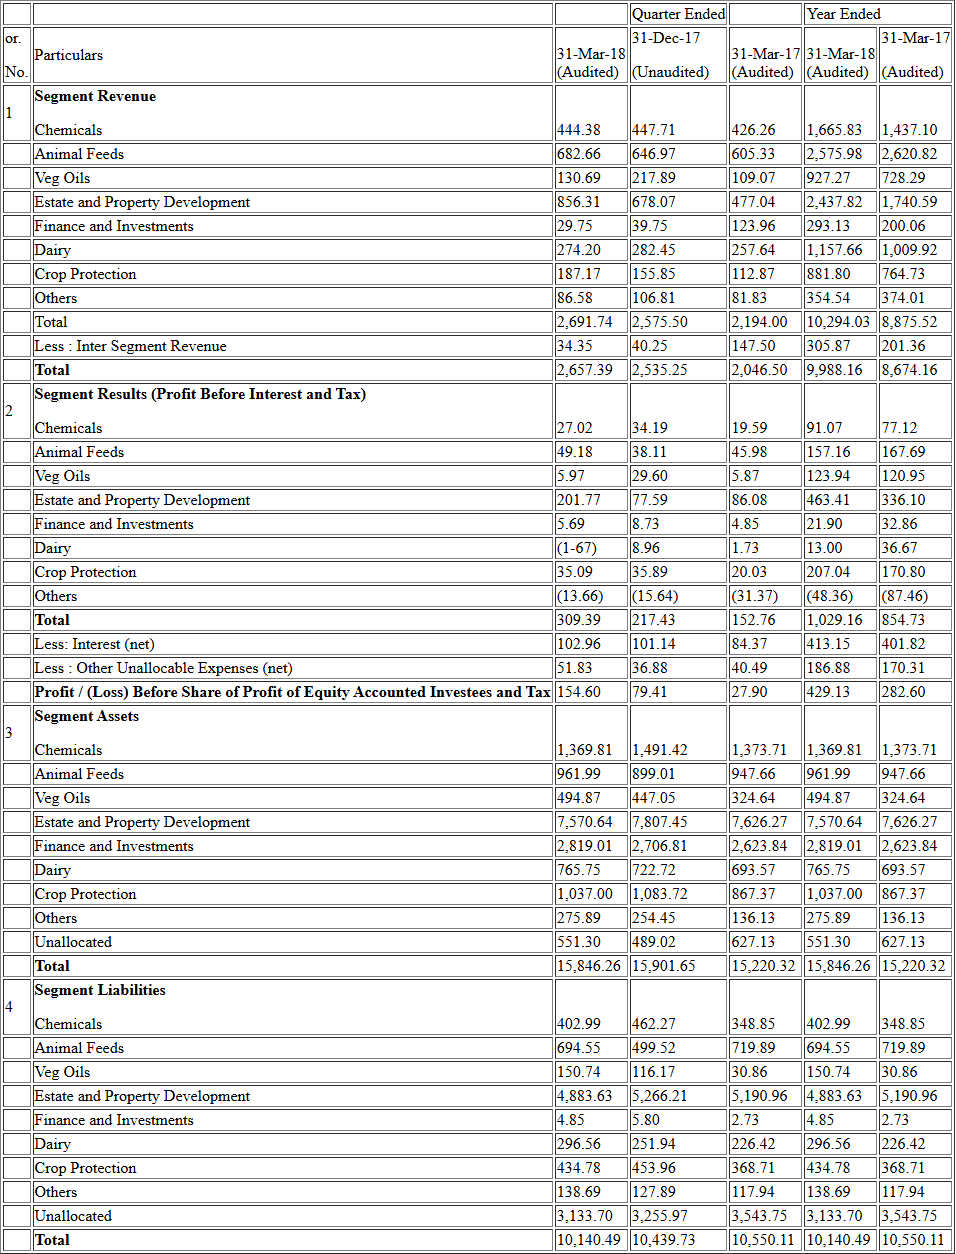 Quarter Ended Year Ended
or. No. Particulars 31-Mar-18 (Audited) 31-Dec-17 (Unaudited) 31-Mar-17 (Audited) 31-Mar-18 (Audited) 31-Mar-17 (Audited)
1 Segment Revenue
Chemicals 444.38 447.71 426.26 1,665.83 1,437.10
Animal Feeds 682.66 646.97 605.33 2,575.98 2,620.82
Veg Oils 130.69 217.89 109.07 927.27 728.29
Estate and Property Development 856.31 678.07 477.04 2,437.82 1,740.59
Finance and Investments 29.75 39.75 123.96 293.13 200.06
Dairy 274.20 282.45 257.64 1,157.66 1,009.92
Crop Protection 187.17 155.85 112.87 881.80 764.73
Others 86.58 106.81 81.83 354.54 374.01
Total 2,691.74 2,575.50 2,194.00 10,294.03 8,875.52
Less : Inter Segment Revenue 34.35 40.25 147.50 305.87 201.36
Total 2,657.39 2,535.25 2,046.50 9,988.16 8,674.16
2 Segment Results (Profit Before Interest and Tax)
Chemicals 27.02 34.19 19.59 91.07 77.12
Animal Feeds 49.18 38.11 45.98 157.16 167.69
Veg Oils 5.97 29.60 5.87 123.94 120.95
Estate and Property Development 201.77 77.59 86.08 463.41 336.10
Finance and Investments 5.69 8.73 4.85 21.90 32.86
Dairy (1-67) 8.96 1.73 13.00 36.67
Crop Protection 35.09 35.89 20.03 207.04 170.80
Others (13.66) (15.64) (31.37) (48.36) (87.46)
Total 309.39 217.43 152.76 1,029.16 854.73
Less: Interest (net) 102.96 101.14 84.37 413.15 401.82
Less : Other Unallocable Expenses (net) 51.83 36.88 40.49 186.88 170.31
Profit / (Loss) Before Share of Profit of Equity Accounted Investees and Tax 154.60 79.41 27.90 429.13 282.60
3 Segment Assets
Chemicals 1,369.81 1,491.42 1,373.71 1,369.81 1,373.71
Animal Feeds 961.99 899.01 947.66 961.99 947.66
Veg Oils 494.87 447.05 324.64 494.87 324.64
Estate and Property Development 7,570.64 7,807.45 7,626.27 7,570.64 7,626.27
Finance and Investments 2,819.01 2,706.81 2,623.84 2,819.01 2,623.84
Dairy 765.75 722.72 693.57 765.75 693.57
Crop Protection 1,037.00 1,083.72 867.37 1,037.00 867.37
Others 275.89 254.45 136.13 275.89 136.13
Unallocated 551.30 489.02 627.13 551.30 627.13
Total 15,846.26 15,901.65 15,220.32 15,846.26 15,220.32
4 Segment Liabilities
Chemicals 402.99 462.27 348.85 402.99 348.85
Animal Feeds 694.55 499.52 719.89 694.55 719.89
Veg Oils 150.74 116.17 30.86 150.74 30.86
Estate and Property Development 4,883.63 5,266.21 5,190.96 4,883.63 5,190.96
Finance and Investments 4.85 5.80 2.73 4.85 2.73
Dairy 296.56 251.94 226.42 296.56 226.42
Crop Protection 434.78 453.96 368.71 434.78 368.71
Others 138.69 127.89 117.94 138.69 117.94
Unallocated 3,133.70 3,255.97 3,543.75 3,133.70 3,543.75
Total 10,140.49 10,439.73 10,550.11 10,140.49 10,550.11